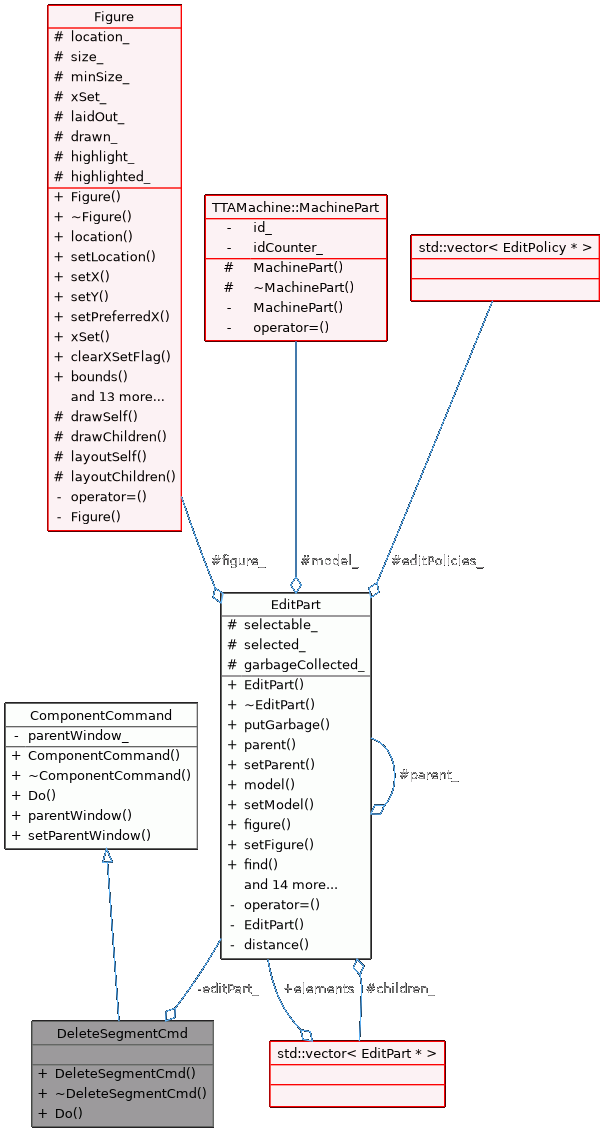 Figure
# location_
# size_
# minSize_
# xSet_
# laidOut_
# drawn_
# highlight_
# highlighted_
+ Figure()
+ ~Figure()
+ location()
+ setLocation()
+ setX()
+ setY()
+ setPreferredX()
+ xSet()
+ clearXSetFlag()
+ bounds()
and 13 more...
# drawSelf()
# drawChildren()
# layoutSelf()
# layoutChildren()
- operator=()
- Figure()
TTAMachine::MachinePart
- id_
- idCounter_
# MachinePart()
# ~MachinePart()
- MachinePart()
- operator=()
std::vector< EditPolicy * >
#figure_
#model_
#editPolicies_
EditPart
# selectable_
# selected_
# garbageCollected_
+ EditPart()
+ ~EditPart()
+ putGarbage()
+ parent()
+ setParent()
+ model()
+ setModel()
+ figure()
+ setFigure()
+ find()
and 14 more...
- operator=()
- EditPart()
- distance()
#parent_
ComponentCommand
- parentWindow_
+ ComponentCommand()
+ ~ComponentCommand()
+ Do()
+ parentWindow()
+ setParentWindow()
-editPart_
+elements
#children_
DeleteSegmentCmd
+ DeleteSegmentCmd()
+ ~DeleteSegmentCmd()
+ Do()
std::vector< EditPart * >